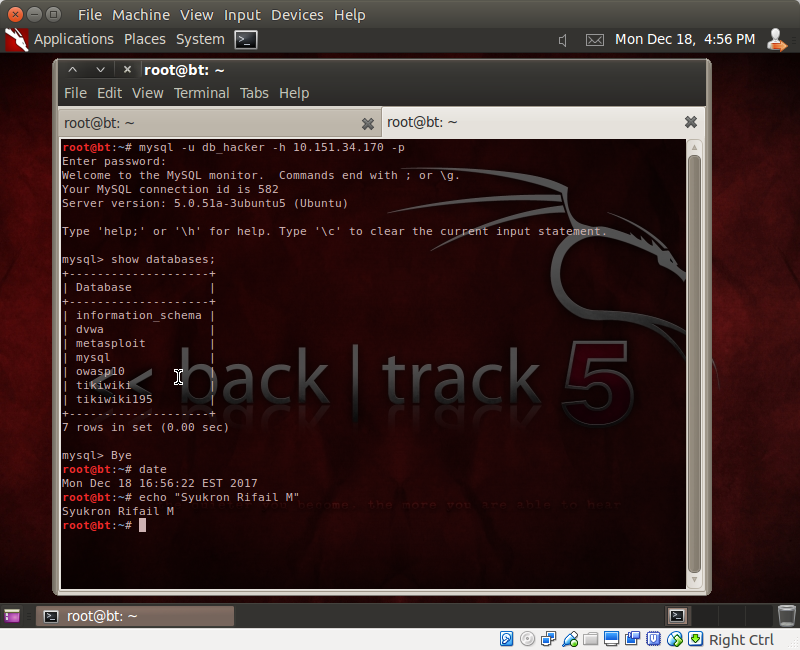 File Machine View Input Devices Help
Applications Places System Mon Dec 18, 4:56 PM
root@bt: ~
File Edit View Terminal Tabs Help
root@bt: ~ root@bt: ~
root@bt:~# mysql -u db_hacker -h 10.151.34.170 -p
Enter password:
Welcome to the MySQL monitor.  Commands end with ; or \g.
Your MySQL connection id is 582
Server version: 5.0.51a-3ubuntu5 (Ubuntu)
Type 'help;' or '\h' for help. Type '\c' to clear the current input statement.
mysql> show databases;
+--------------------+
| Database           |
+--------------------+
| information_schema |
| dvwa               |
| metasploit         |
| mysql              |
| owasp10            |
| tikiwiki           |
| tikiwiki195        |
+--------------------+
7 rows in set (0.00 sec)
<< back | track 5
mysql> Bye
root@bt:~# date
Mon Dec 18 16:56:22 EST 2017
root@bt:~# echo "Syukron Rifail M"
Syukron Rifail M
root@bt:~#
the more you are able to hear
root@bt: ~
Right Ctrl